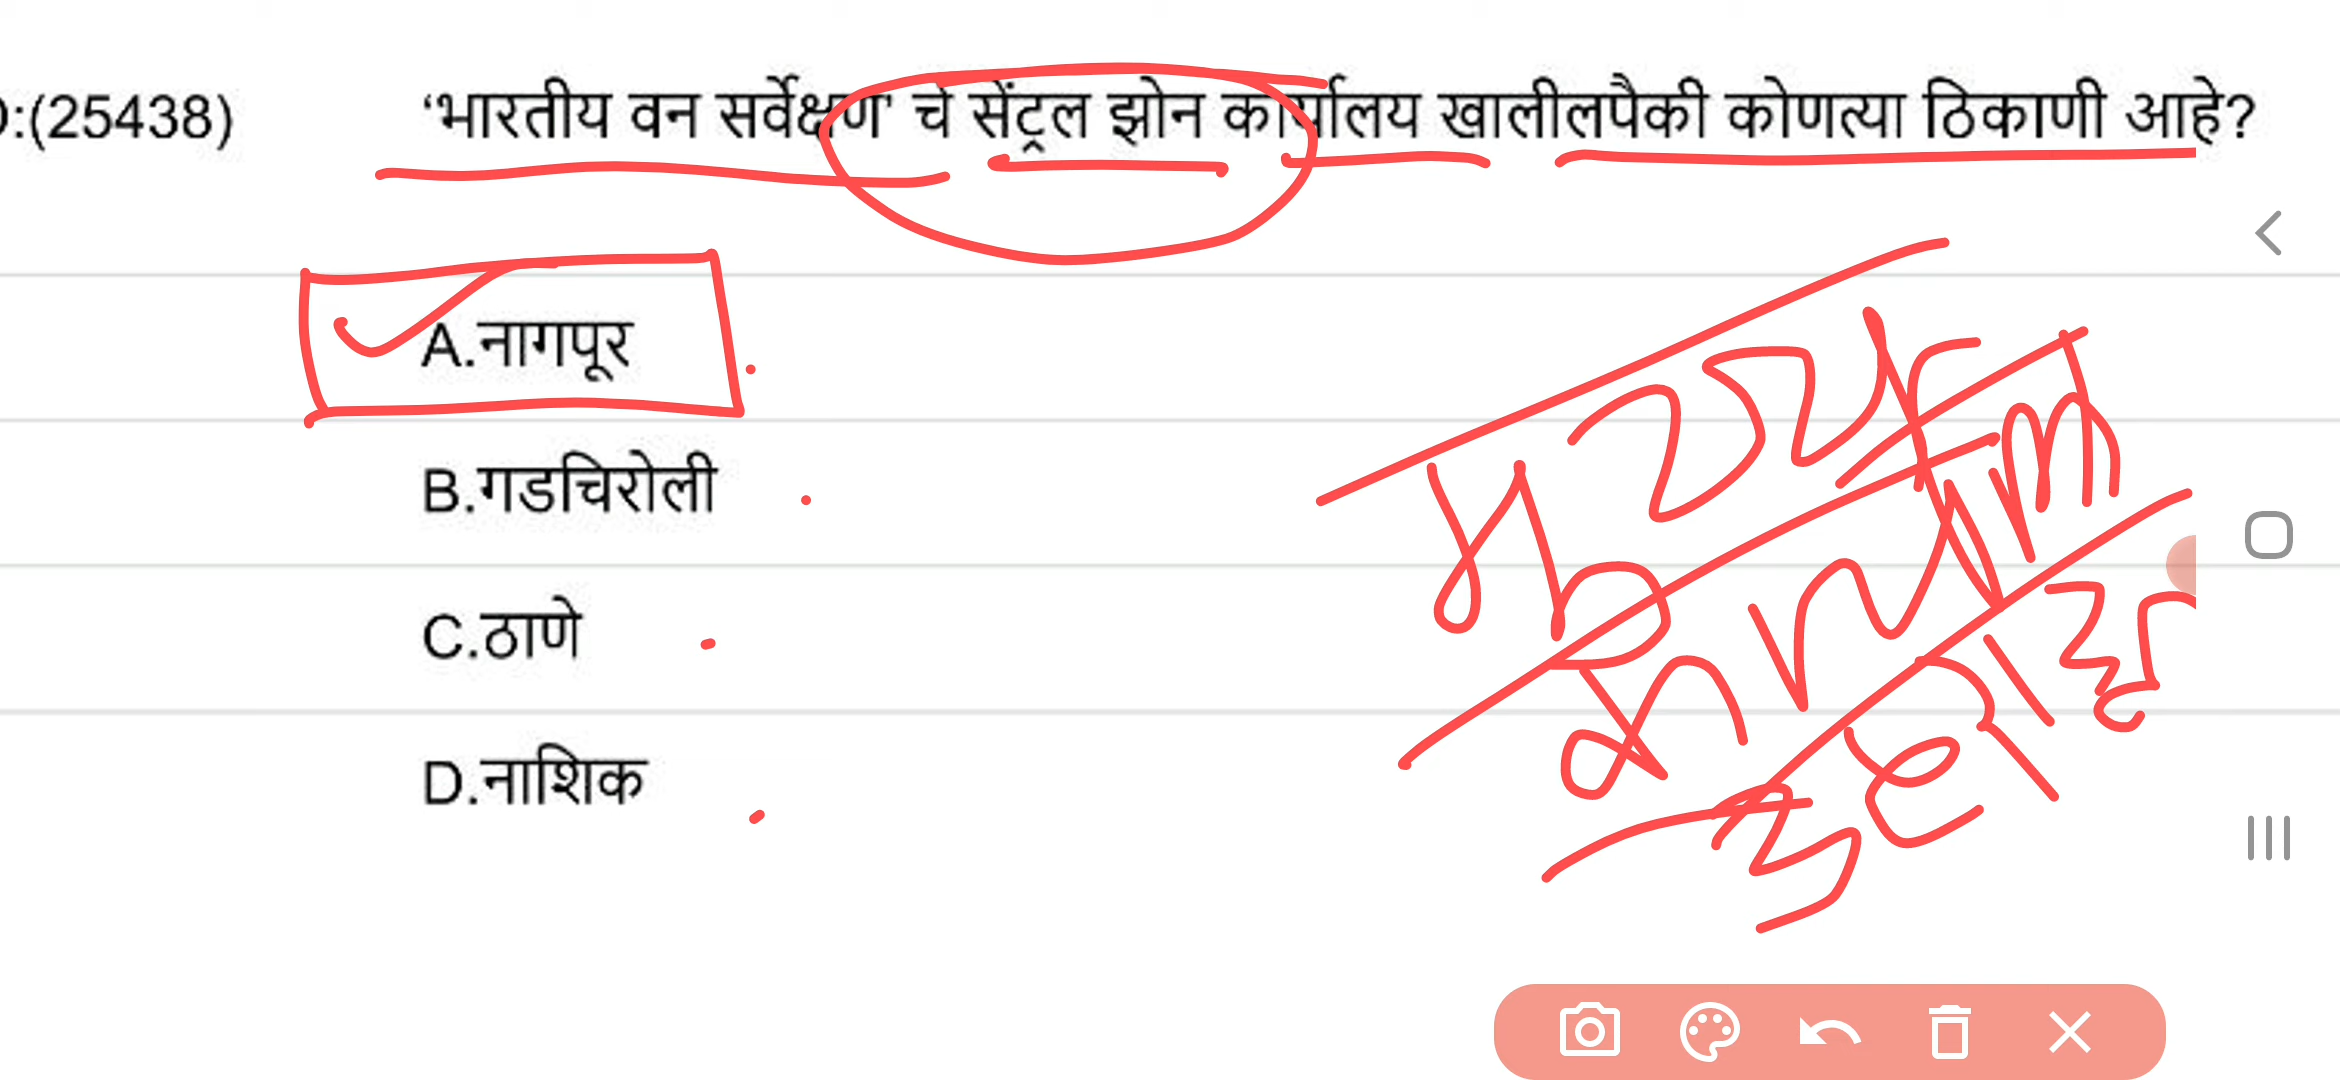 :(25438) 'भारतीय वन सर्वेक्षण' चे सेंट्रल झोन कार्यालय खालीलपैकी कोणत्या ठिकाणी आहे?
A.नागपूर
B.गडचिरोली
C.ठाणे
D.नाशिक